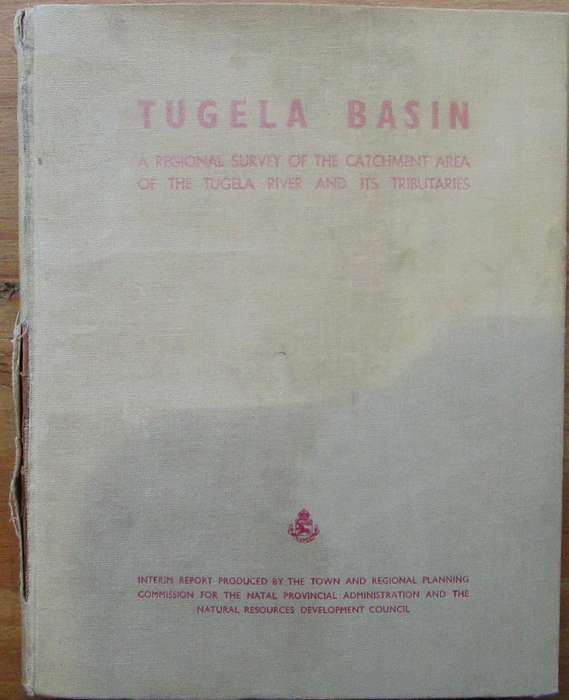 TUGELA BASIN
A REGIONAL SURVEY OF THE CATCHMENT AREA
OF THE TUGELA RIVER AND ITS TRIBUTARIES
INTERIM REPORT PRODUCED BY THE TOWN AND REGIONAL PLANNING
COMMISSION FOR THE NATAL PROVINCIAL ADMINISTRATION AND THE
NATURAL RESOURCES DEVELOPMENT COUNCIL